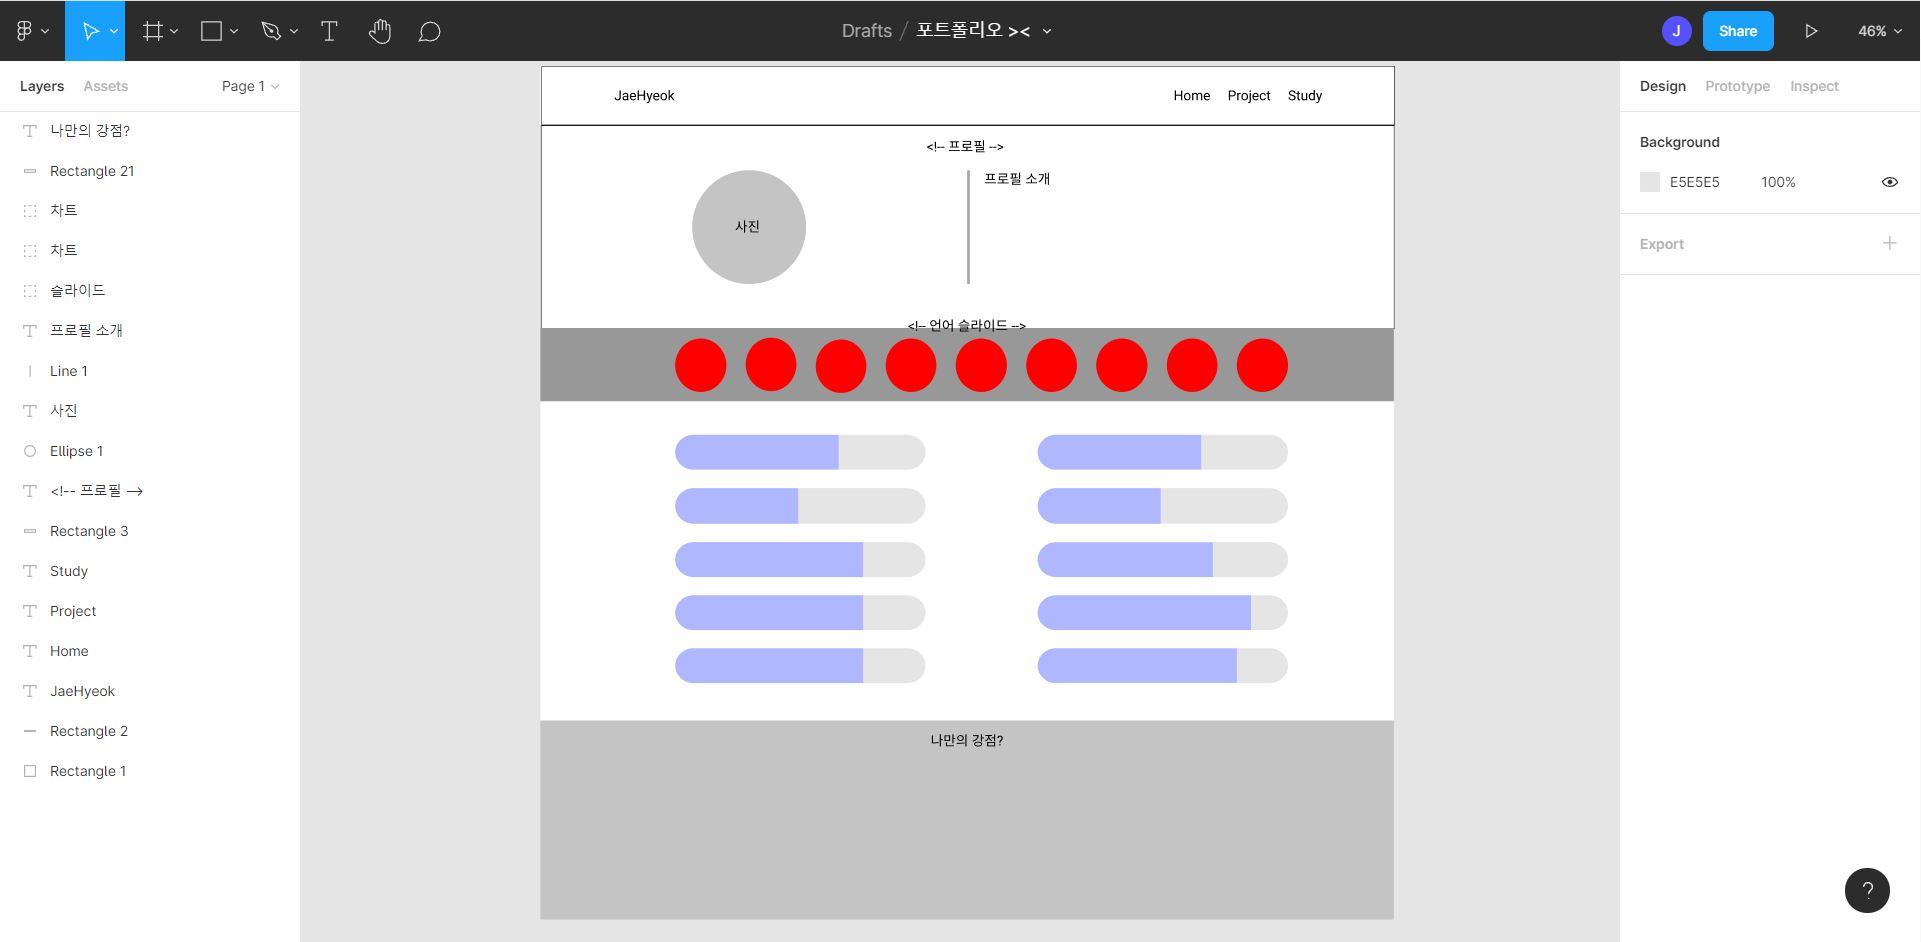 Drafts / 포트폴리오 ><
J
Share
46%
Layers
Assets
Page 1
나만의 강점?
Rectangle 21
차트
차트
슬라이드
프로필 소개
Line 1
사진
Ellipse 1
<!-- 프로필 -->
Rectangle 3
Study
Project
Home
JaeHyeok
Rectangle 2
Rectangle 1
JaeHyeok
Home Project Study
<!-- 프로필 -->
프로필 소개
사진
<!-- 언어 슬라이드 -->
나만의 강점?
Design
Prototype
Inspect
Background
E5E5E5
100%
Export
?